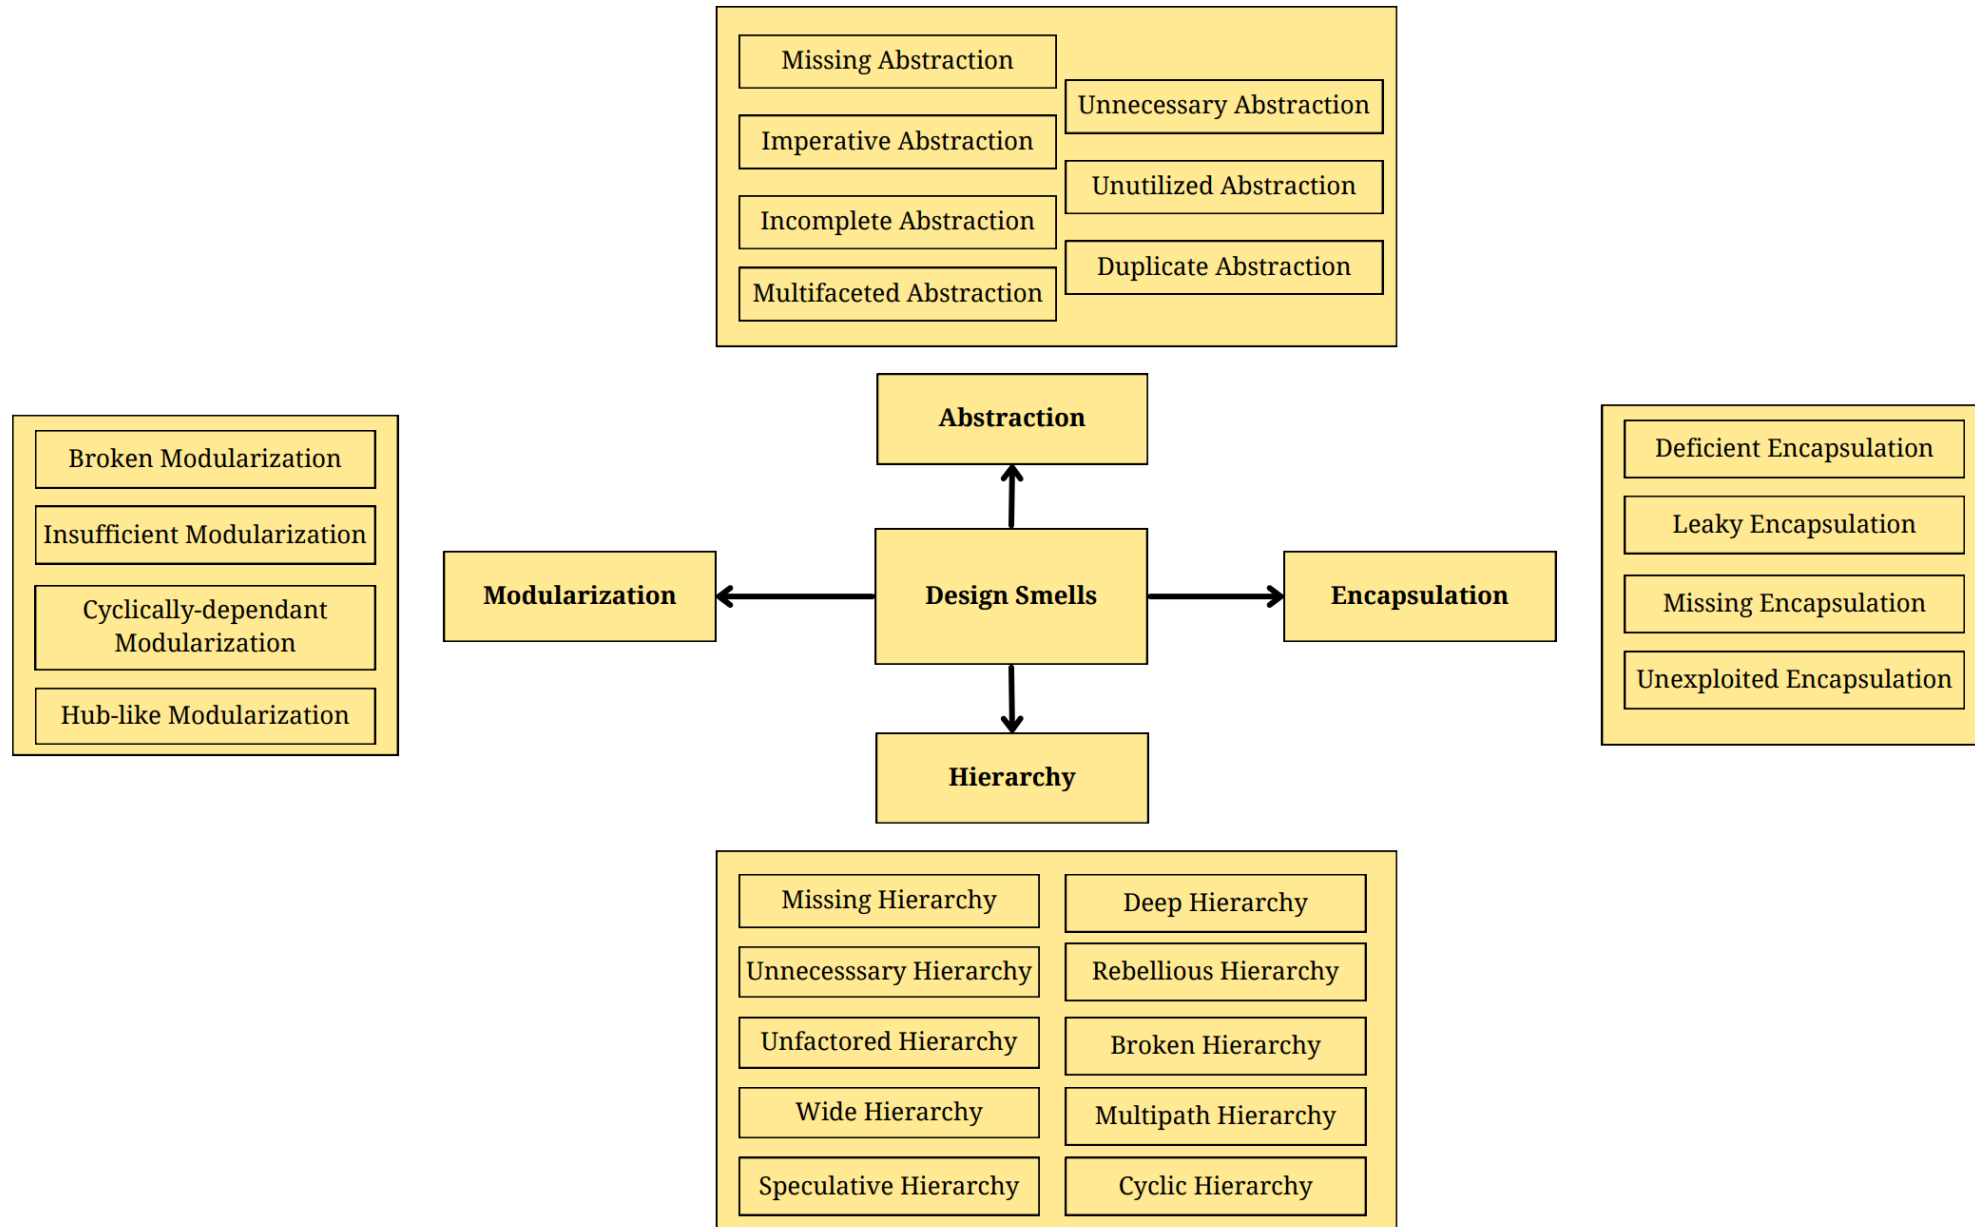 Missing Abstraction
Imperative Abstraction
Incomplete Abstraction
Multifaceted Abstraction
Unnecessary Abstraction
Unutilized Abstraction
Duplicate Abstraction
Abstraction
Broken Modularization
Insufficient Modularization
Cyclically-dependant
Modularization
Hub-like Modularization
Modularization
Design Smells
Encapsulation
Deficient Encapsulation
Leaky Encapsulation
Missing Encapsulation
Unexploited Encapsulation
Hierarchy
Missing Hierarchy
Unnecesssary Hierarchy
Unfactored Hierarchy
Wide Hierarchy
Speculative Hierarchy
Deep Hierarchy
Rebellious Hierarchy
Broken Hierarchy
Multipath Hierarchy
Cyclic Hierarchy